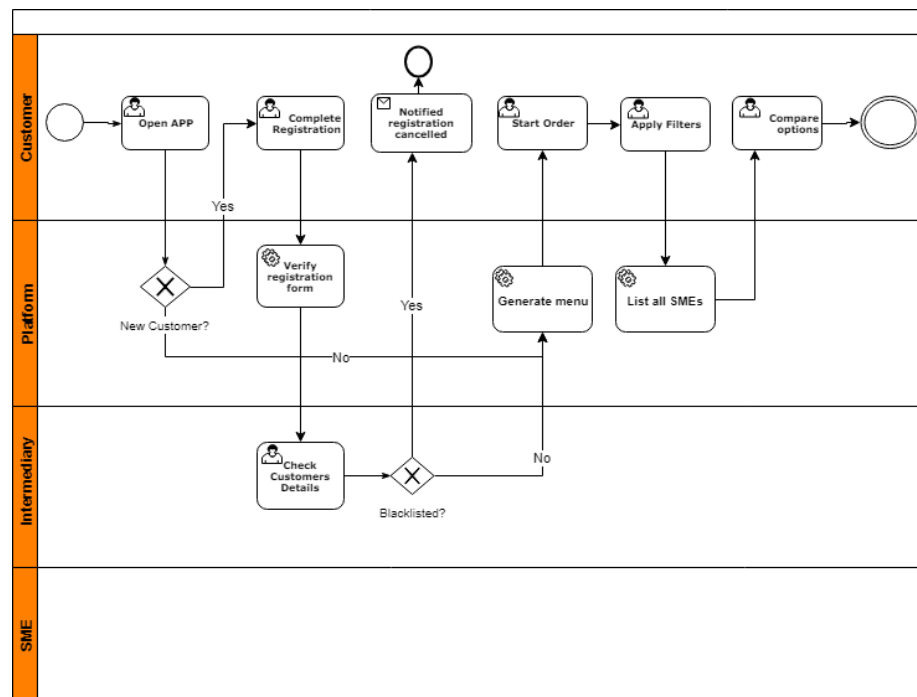 Customer
Open APP
Complete
Registration
Notified
registration
cancelled
Start Order
Apply Filters
Compare
options
Yes
Platform
New Customer?
Verify
registration
form
Yes
Generate menu
List all SMEs
No
Intermediary
Check
Customers
Details
Blacklisted?
No
SME